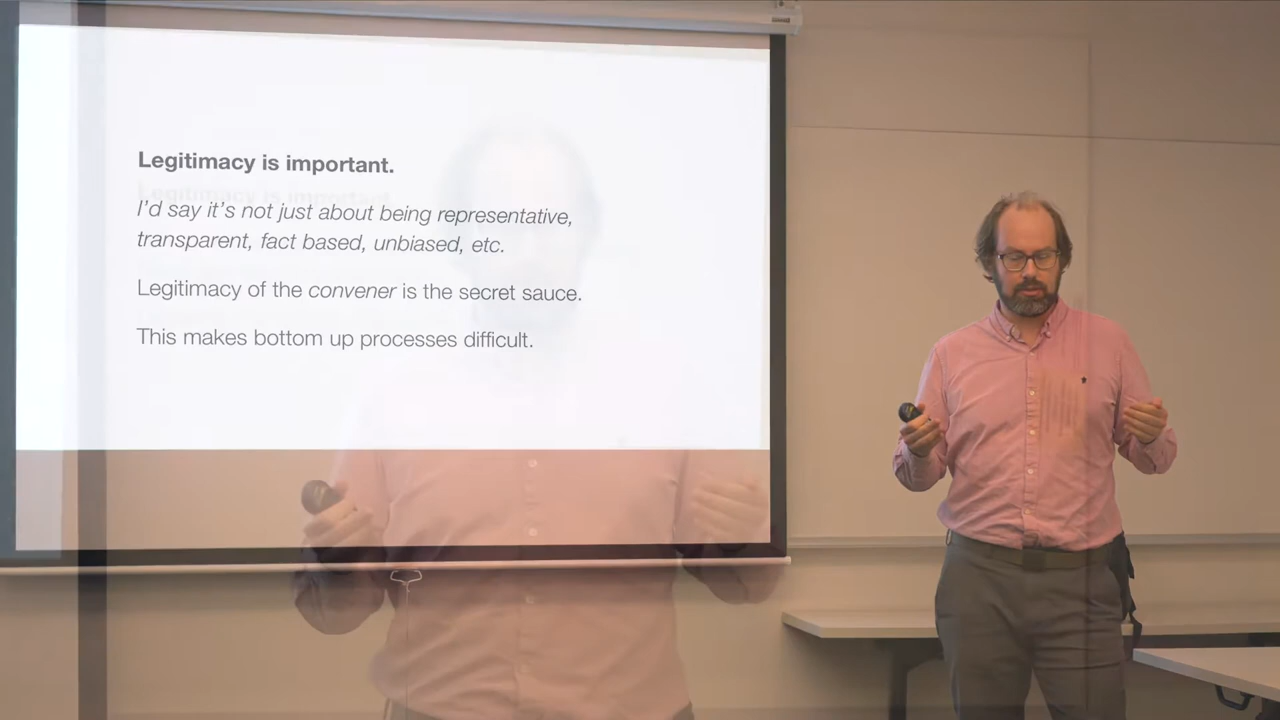 Legitimacy is important.
I'd say it's not just about being representative,
transparent, fact based, unbiased, etc.
Legitimacy of the convener is the secret sauce.
This makes bottom up processes difficult.